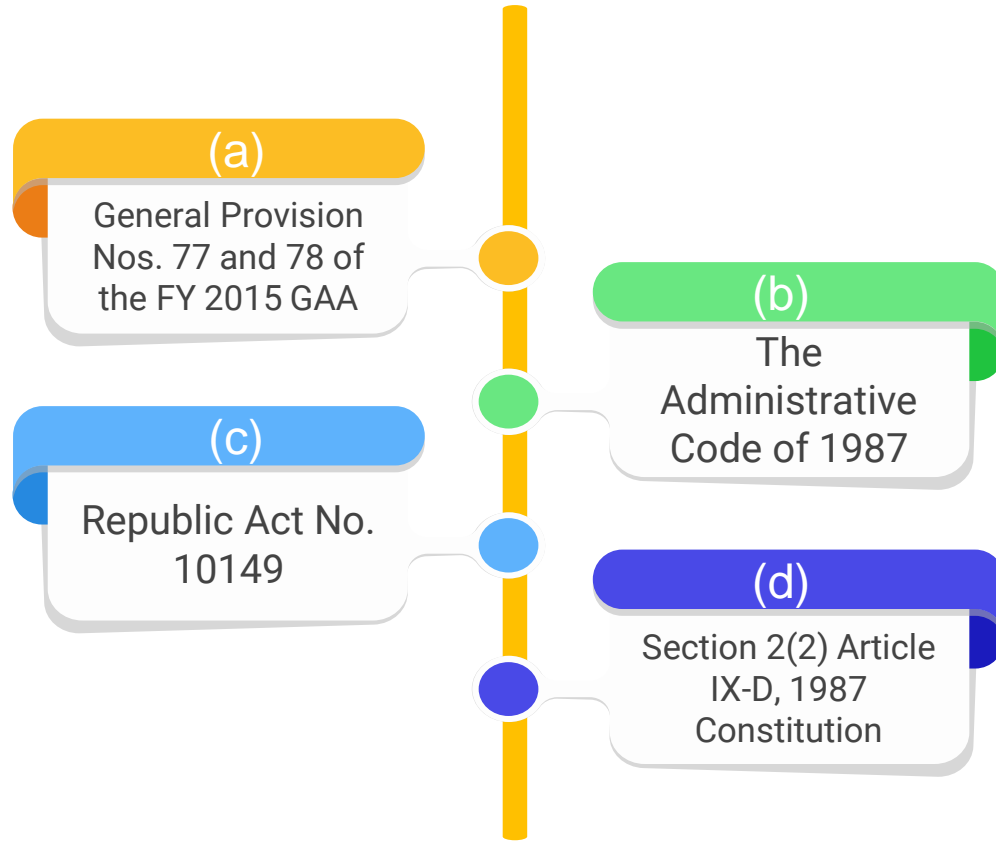 (a)
General Provision
Nos. 77 and 78 of
the FY 2015 GAA
(b)
The
Administrative
Code of 1987
(c)
Republic Act No.
10149
(d)
Section 2(2) Article
IX-D, 1987
Constitution